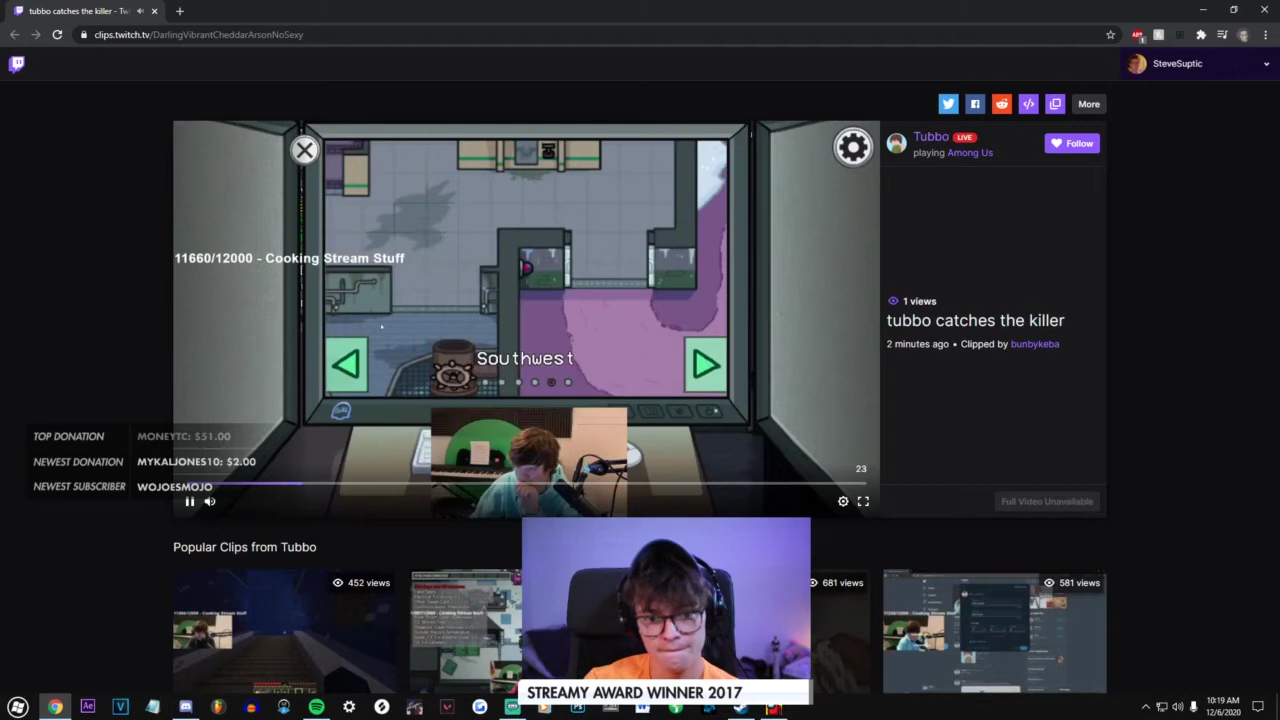 tubbo catches the killer - Tw
clips.twitch.tv/DarlingVibrantCheddarArsonNoSexy
SteveSuptic
More
Tubbo LIVE
Follow
playing Among Us
11660/12000 - Cooking Stream Stuff
1 views
tubbo catches the killer
2 minutes ago • Clipped by bunbykeba
Southwest
TOP DONATION MONEYTC: $51.00
NEWEST DONATION MYKALJONES10: $2.00
NEWEST SUBSCRIBER WOJOESMOJO
23
Full Video Unavailable
Popular Clips from Tubbo
452 views
681 views
581 views
STREAMY AWARD WINNER 2017
10:19 AM
12/6/2020